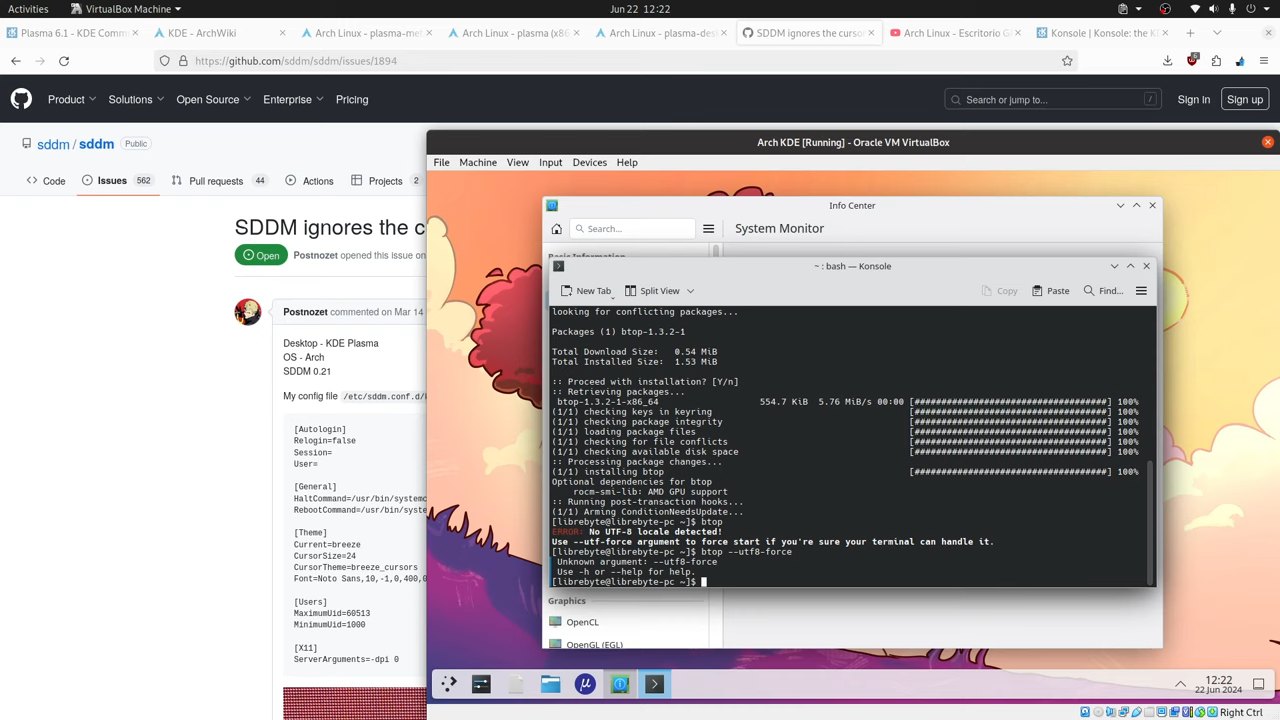 Activities
VirtualBox Machine
Jun 22 12:22
Plasma 6.1 - KDE Comm
KDE - ArchWiki
Arch Linux - plasma-met
Arch Linux - plasma (x86
Arch Linux - plasma-des
SDDM ignores the curso
Arch Linux - Escritorio G
Konsole | Konsole: the K
https://github.com/sddm/sddm/issues/1894
6
Product
Solutions
Open Source
Enterprise
Pricing
Search or jump to...
/
Sign in
Sign up
sddm / sddm
Public
Code
Issues 562
Pull requests 44
Actions
Projects 2
SDDM ignores the c
Open
Postnozet opened this issue on
Postnozet commented on Mar 14
Desktop - KDE Plasma
OS - Arch
SDDM 0.21
My config file /etc/sddm.conf.d/
[Autologin]
Relogin=false
Session=
User=
[General]
HaltCommand=/usr/bin/systemc
RebootCommand=/usr/bin/syste
[Theme]
Current=breeze
CursorSize=24
CursorTheme=breeze_cursors
Font=Noto Sans,10,-1,0,400,0
[Users]
MaximumUid=60513
MinimumUid=1000
[X11]
ServerArguments=-dpi 0
Arch KDE [Running] - Oracle VM VirtualBox
File Machine View Input Devices Help
Info Center
Search...
System Monitor
Basic Information
~ : bash — Konsole
New Tab
Split View
Copy
Paste
Find...
looking for conflicting packages...
Packages (1) btop-1.3.2-1
Total Download Size: 0.54 MiB
Total Installed Size: 1.53 MiB
:: Proceed with installation? [Y/n]
:: Retrieving packages...
btop-1.3.2-1-x86_64 554.7 KiB 5.76 MiB/s 00:00 [####################################] 100%
(1/1) checking keys in keyring [####################################] 100%
(1/1) checking package integrity [####################################] 100%
(1/1) loading package files [####################################] 100%
(1/1) checking for file conflicts [####################################] 100%
(1/1) checking available disk space [####################################] 100%
:: Processing package changes...
(1/1) installing btop [####################################] 100%
Optional dependencies for btop
rocm-smi-lib: AMD GPU support
:: Running post-transaction hooks...
(1/1) Arming ConditionNeedsUpdate...
[librebyte@librebyte-pc ~]$ btop
ERROR: No UTF-8 locale detected!
Use --utf-force argument to force start if you're sure your terminal can handle it.
[librebyte@librebyte-pc ~]$ btop --utf8-force
Unknown argument: --utf8-force
Use -h or --help for help.
[librebyte@librebyte-pc ~]$
Graphics
OpenCL
OpenGL (EGL)
12:22
22 Jun 2024
Right Ctrl